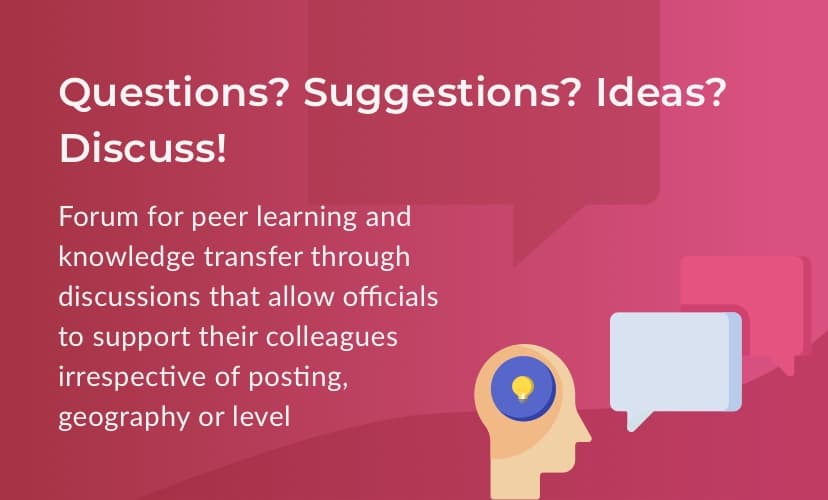 Questions? Suggestions? Ideas?
Discuss!
Forum for peer learning and
knowledge transfer through
discussions that allow officials
to support their colleagues
irrespective of posting,
geography or level